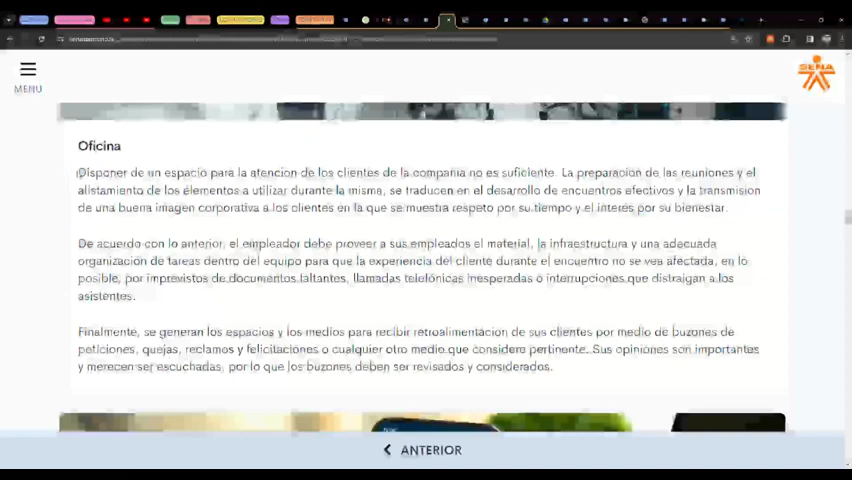 MENU
SENA
Oficina
Disponer de un espacio para la atención de los clientes de la compañía no es suficiente. La preparación de las reuniones y el
alistamiento de los elementos a utilizar durante la misma, se traducen en el desarrollo de encuentros efectivos y la transmisión
de una buena imagen corporativa a los clientes en la que se muestra respeto por su tiempo y el interés por su bienestar.
De acuerdo con lo anterior, el empleador debe proveer a sus empleados el material, la infraestructura y una adecuada
organización de tareas dentro del equipo para que la experiencia del cliente durante el encuentro no se vea afectada, en lo
posible, por imprevistos de documentos faltantes, llamadas telefónicas inesperadas o interrupciones que distraigan a los
asistentes.
Finalmente, se generan los espacios y los medios para recibir retroalimentación de sus clientes por medio de buzones de
peticiones, quejas, reclamos y felicitaciones o cualquier otro medio que considere pertinente. Sus opiniones son importantes
y merecen ser escuchadas, por lo que los buzones deben ser revisados y considerados.
ANTERIOR